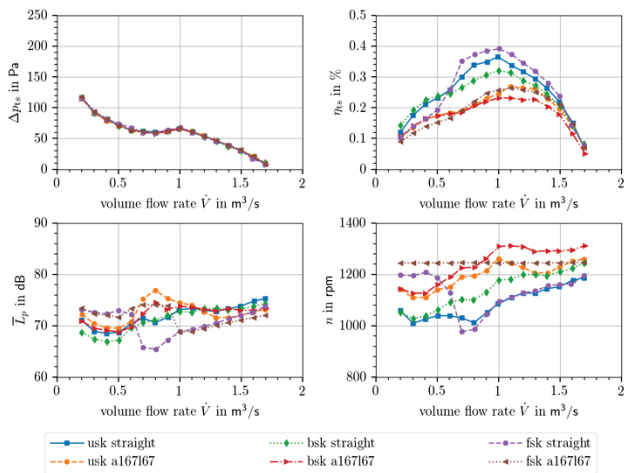 250
200
150
100
50
0
Δp_ts in Pa
0 0.5 1 1.5 2
volume flow rate V̇ in m³/s
0.5
0.4
0.3
0.2
0.1
0
η_ts in %
0 0.5 1 1.5 2
volume flow rate V̇ in m³/s
90
80
70
60
L̅_p in dB
0 0.5 1 1.5 2
volume flow rate V̇ in m³/s
1400
1200
1000
800
n in rpm
0 0.5 1 1.5 2
volume flow rate V̇ in m³/s
usk straight bsk straight fsk straight
usk a167l67 bsk a167l67 fsk a167l67